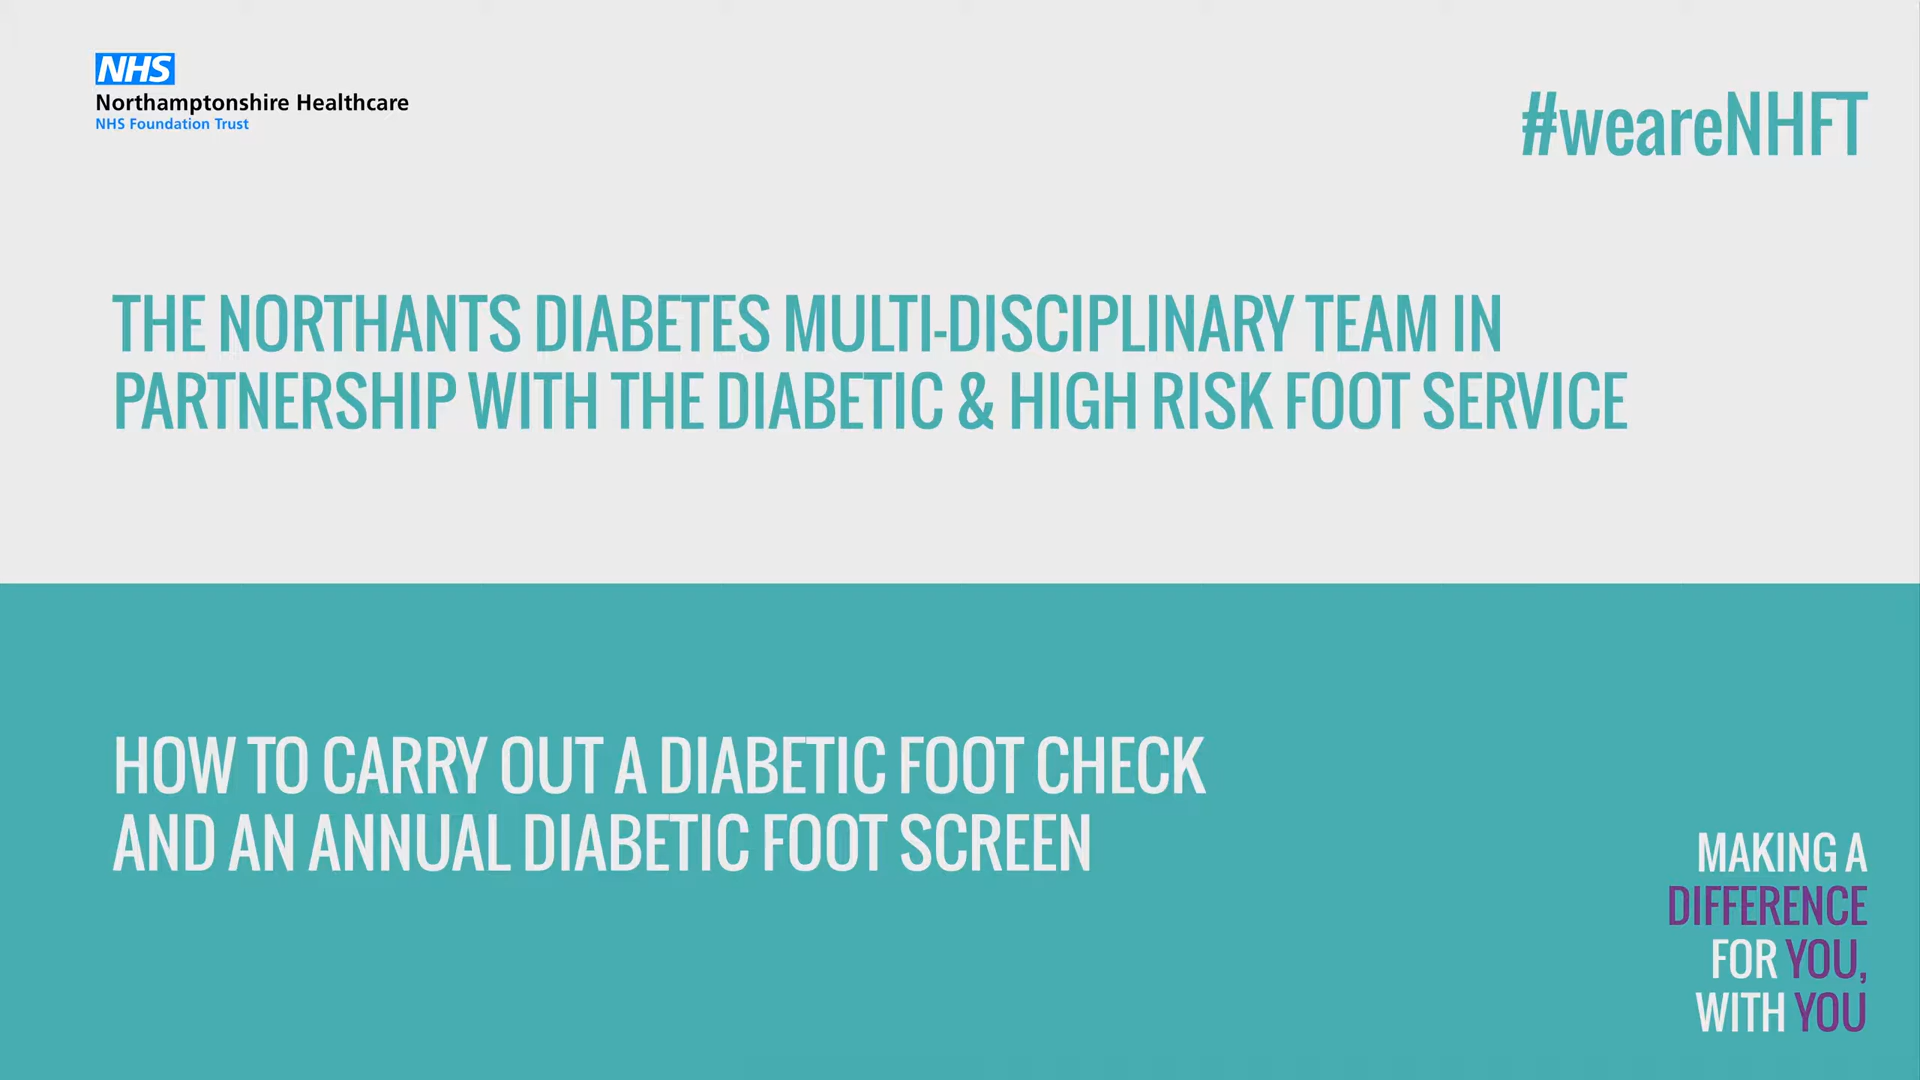 NHS
Northamptonshire Healthcare
NHS Foundation Trust
#weareNHFT
THE NORTHANTS DIABETES MULTI-DISCIPLINARY TEAM IN
PARTNERSHIP WITH THE DIABETIC & HIGH RISK FOOT SERVICE
HOW TO CARRY OUT A DIABETIC FOOT CHECK
AND AN ANNUAL DIABETIC FOOT SCREEN
MAKING A
DIFFERENCE
FOR YOU,
WITH YOU